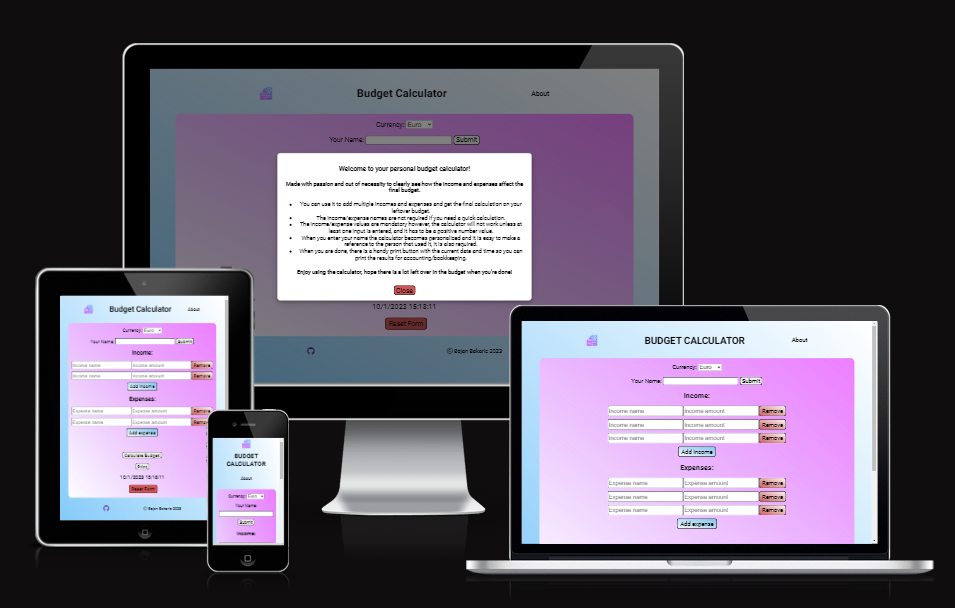 Budget Calculator
About
Currency: Euro
Your Name: Submit
Welcome to your personal budget calculator!
Made with passion and out of necessity to clearly see how the income and expenses affect the
final budget.
You can use it to add multiple incomes and expenses and get the final calculation on your
leftover budget.
The income/expense names are not required if you need a quick calculation.
The income/expense values are mandatory however, the calculator will not work unless at
least one input is entered, and it has to be a positive number value.
When you enter your name the calculator becomes personalized and it is easy to make a
reference to the person that used it, it is also required.
When you are done, there is a handy print button with the current date and time so you can
print the results for accounting/bookkeeping.
Enjoy using the calculator, hope there is a lot left over in the budget when you're done!
Close
10/1/2023 15:18:11
Reset Form
© Bojan Bakaric 2023
Budget Calculator
About
Currency: Euro
Your Name: Submit
Income:
Income name Income amount Remove
Income name Income amount Remove
Add income
Expenses:
Expense name Expense amount Remove
Expense name Expense amount Remove
Add expense
Calculate Budget
Print
10/1/2023 15:18:11
Reset Form
© Bojan Bakaric 2023
BUDGET
CALCULATOR
About
Currency: Euro
Your Name:
Submit
Income:
BUDGET CALCULATOR
About
Currency: Euro
Your Name: Submit
Income:
Income name Income amount Remove
Income name Income amount Remove
Income name Income amount Remove
Add income
Expenses:
Expense name Expense amount Remove
Expense name Expense amount Remove
Expense name Expense amount Remove
Add expense